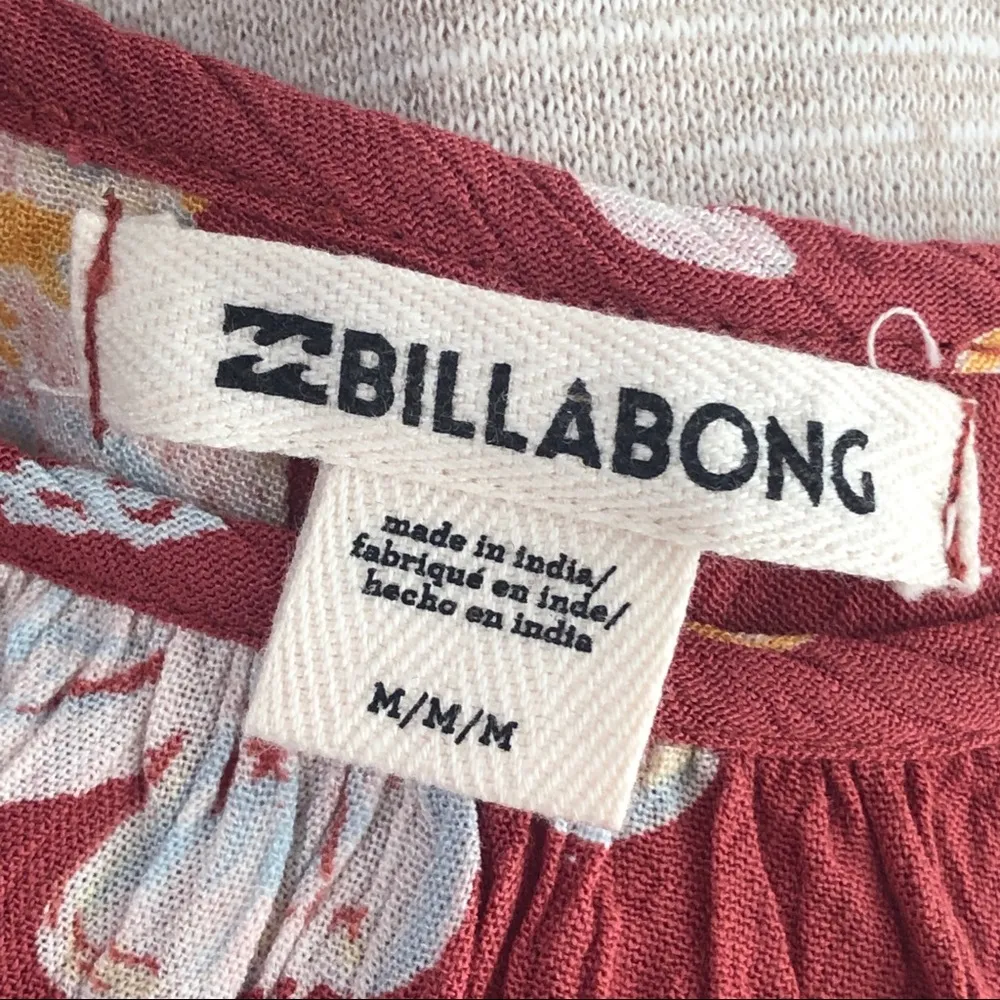 BILLABONG
made in india/
fabriqué en inde/
hecho en india
M/M/M